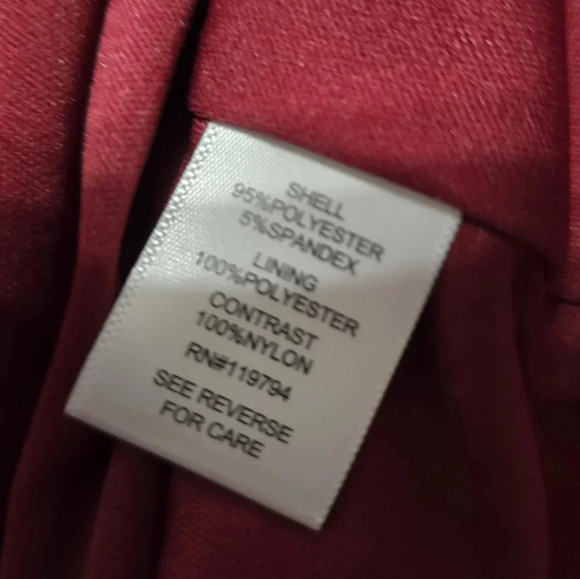 SHELL
95%POLYESTER
5%SPANDEX
LINING
100%POLYESTER
CONTRAST
100%NYLON
RN#119794
SEE REVERSE
FOR CARE